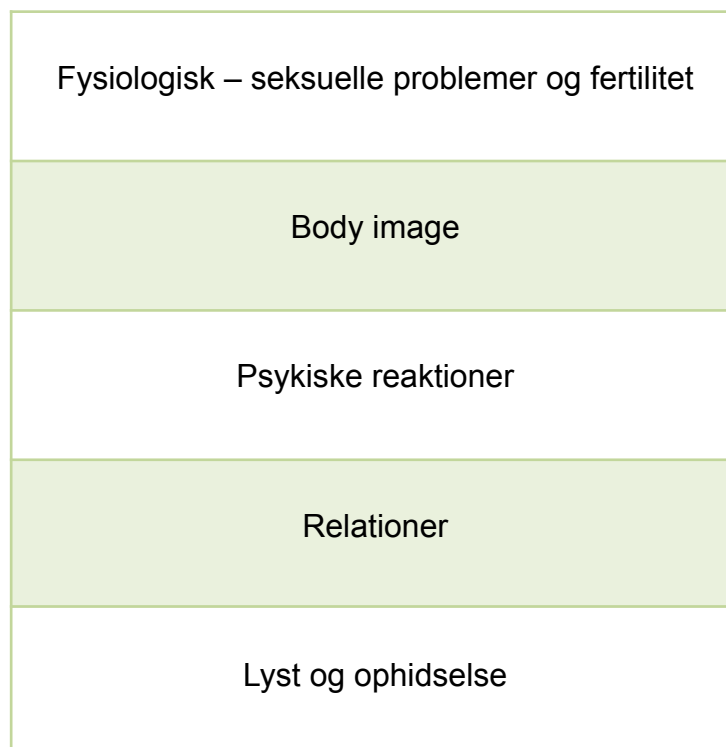 Fysiologisk – seksuelle problemer og fertilitet
Body image
Psykiske reaktioner
Relationer
Lyst og ophidselse